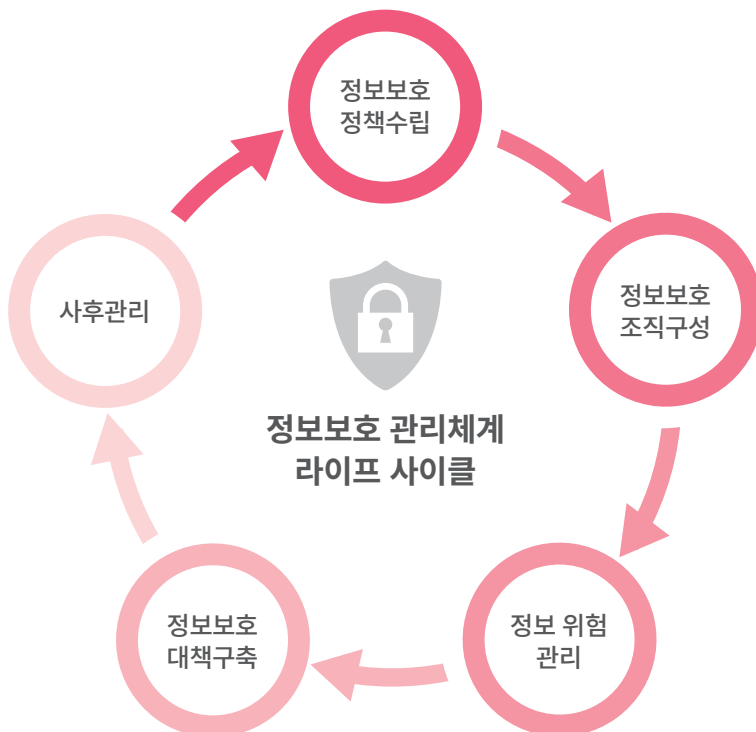 정보보호
정책수립
정보보호
조직구성
정보 위험
관리
정보보호
대책구축
사후관리
정보보호 관리체계
라이프 사이클